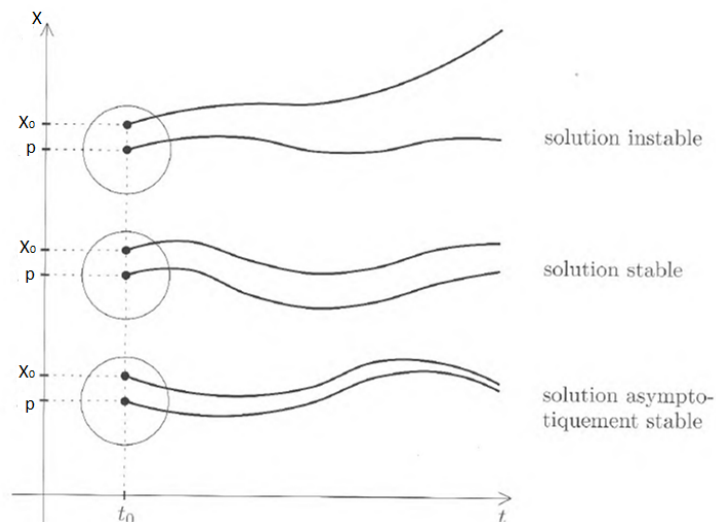 X
X₀
p
solution instable
X₀
p
solution stable
X₀
p
solution asympto-
tiquement stable
t₀
t